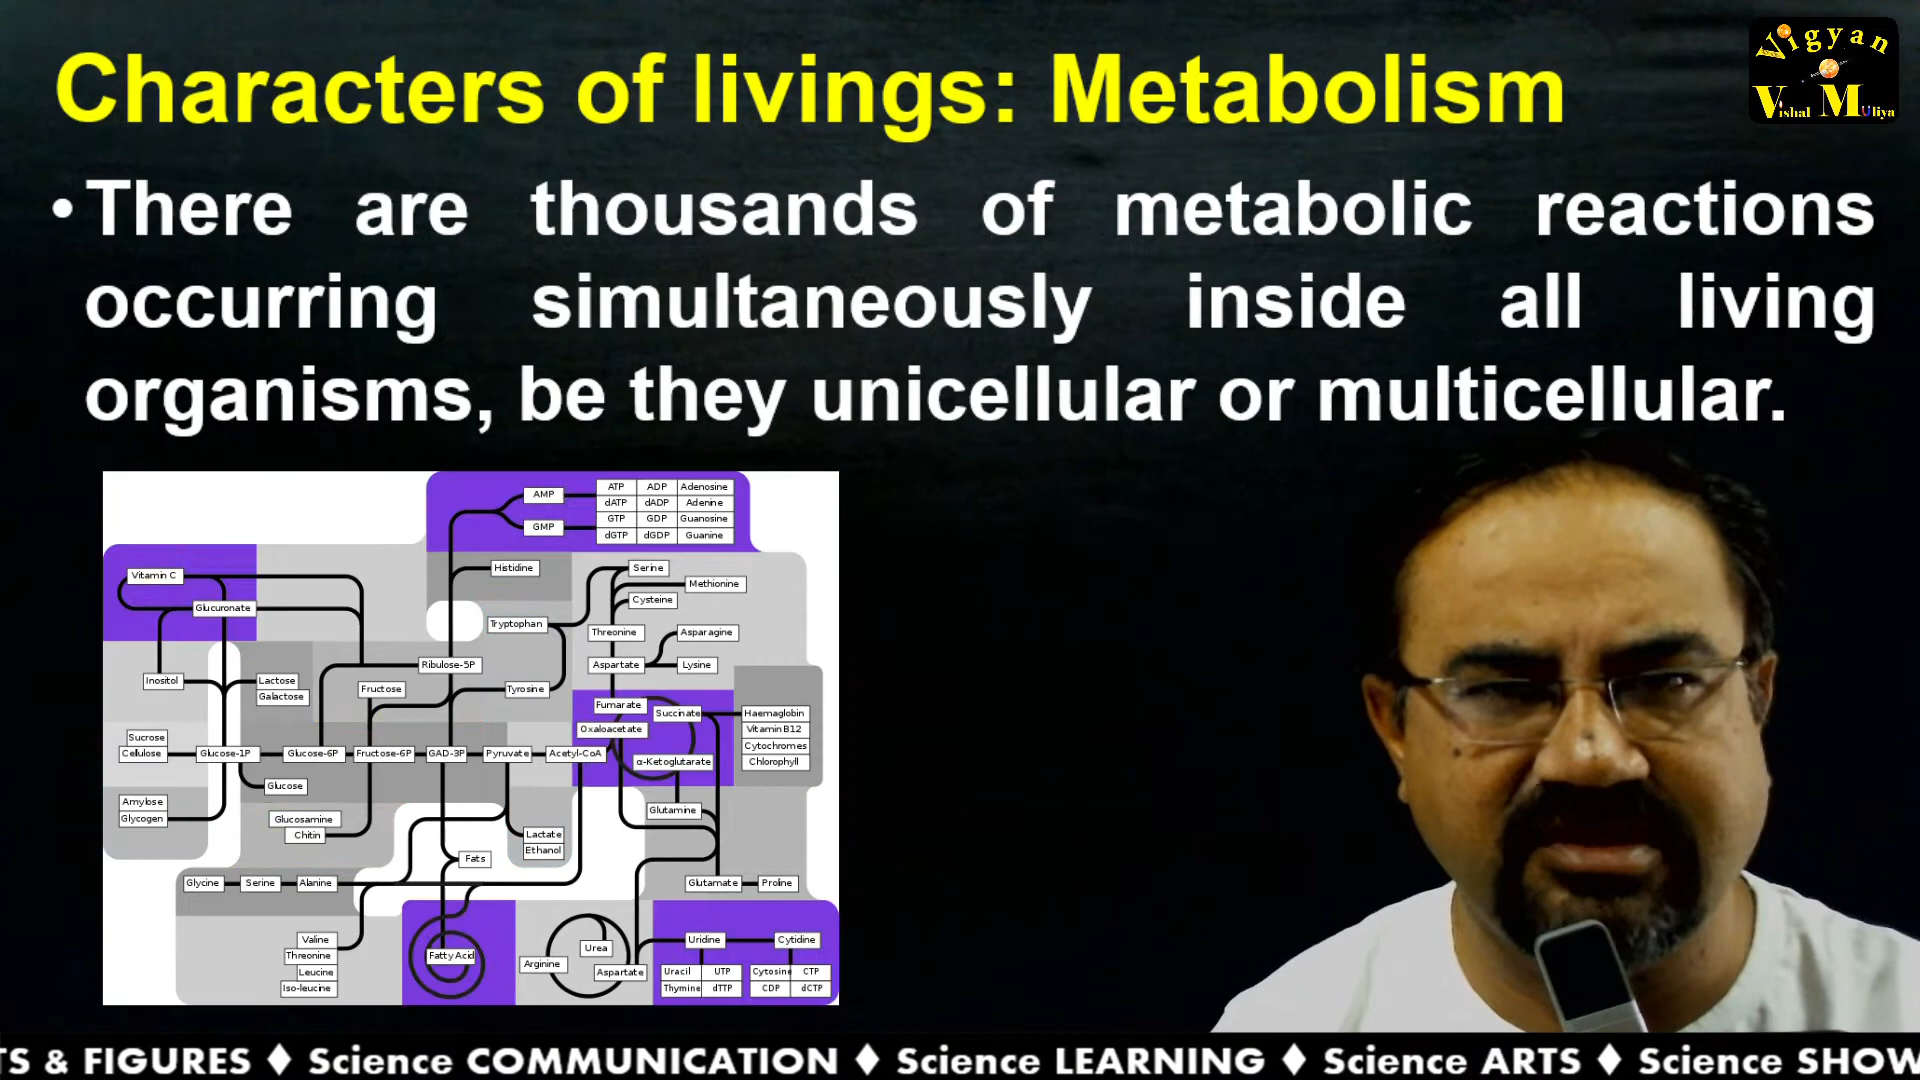 Characters of livings: Metabolism
Vigyan
Vishal Muliya
• There are thousands of metabolic reactions
occurring simultaneously inside all living
organisms, be they unicellular or multicellular.
AMP
ATP ADP Adenosine
dATP dADP Adenine
GMP
GTP GDP Guanosine
dGTP dGDP Guanine
Vitamin C
Histidine
Serine
Methionine
Glucuronate
Cysteine
Tryptophan
Threonine
Asparagine
Ribulose-5P
Aspartate
Lysine
Inositol
Lactose
Galactose
Fructose
Tyrosine
Fumarate
Succinate
Haemaglobin
Oxaloacetate
Vitamin B12
Sucrose
Cytochromes
Cellulose
Glucose-1P
Glucose-6P
Fructose-6P
GAD-3P
Pyruvate
Acetyl-CoA
α-Ketoglutarate
Chlorophyll
Glucose
Amylose
Glycogen
Glucosamine
Chitin
Glutamine
Lactate
Ethanol
Fats
Glycine
Serine
Alanine
Glutamate
Proline
Valine
Threonine
Leucine
Iso-leucine
Fatty Acid
Urea
Arginine
Aspartate
Uridine
Cytidine
Uracil UTP
Thymine dTTP
Cytosine CTP
CDP dCTP
TS & FIGURES ♦ Science COMMUNICATION ♦ Science LEARNING ♦ Science ARTS ♦ Science SHOW